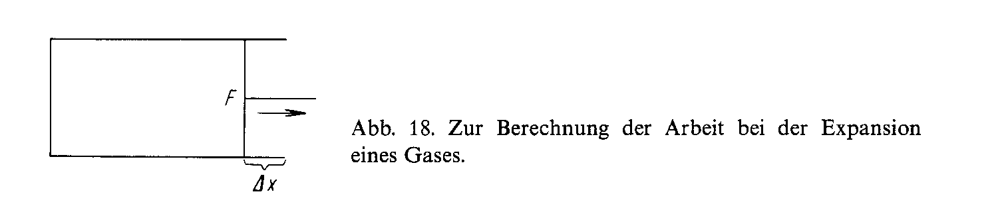 F
Δx
Abb. 18. Zur Berechnung der Arbeit bei der Expansion
eines Gases.